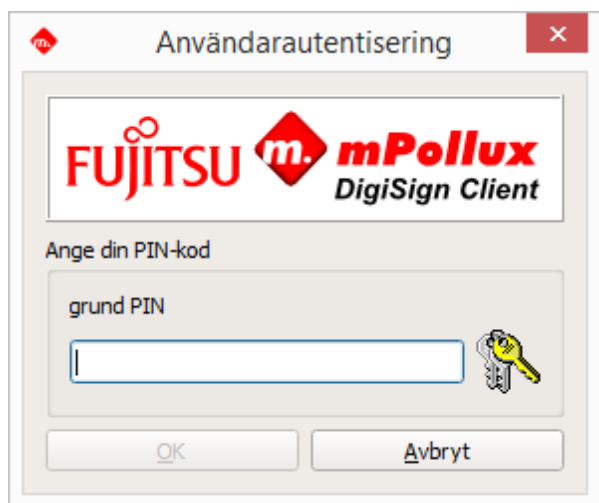 m.
Användarautentisering
FUJITSU m. mPollux
DigiSign Client
Ange din PIN-kod
grund PIN
OK
Avbryt